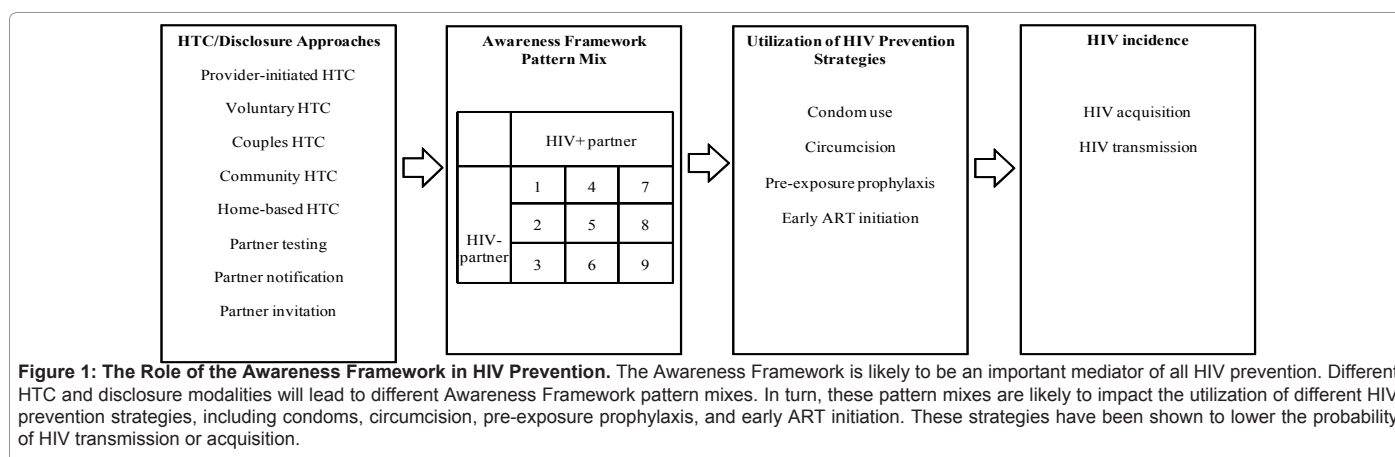 HTC/Disclosure Approaches
Provider-initiated HTC
Voluntary HTC
Couples HTC
Community HTC
Home-based HTC
Partner testing
Partner notification
Partner invitation
Awareness Framework
Pattern Mix
HIV+ partner
HIV-
partner
1 4 7
2 5 8
3 6 9
Utilization of HIV Prevention
Strategies
Condom use
Circumcision
Pre-exposure prophylaxis
Early ART initiation
HIV incidence
HIV acquisition
HIV transmission
Figure 1: The Role of the Awareness Framework in HIV Prevention. The Awareness Framework is likely to be an important mediator of all HIV prevention. Different
HTC and disclosure modalities will lead to different Awareness Framework pattern mixes. In turn, these pattern mixes are likely to impact the utilization of different HIV
prevention strategies, including condoms, circumcision, pre-exposure prophylaxis, and early ART initiation. These strategies have been shown to lower the probability
of HIV transmission or acquisition.